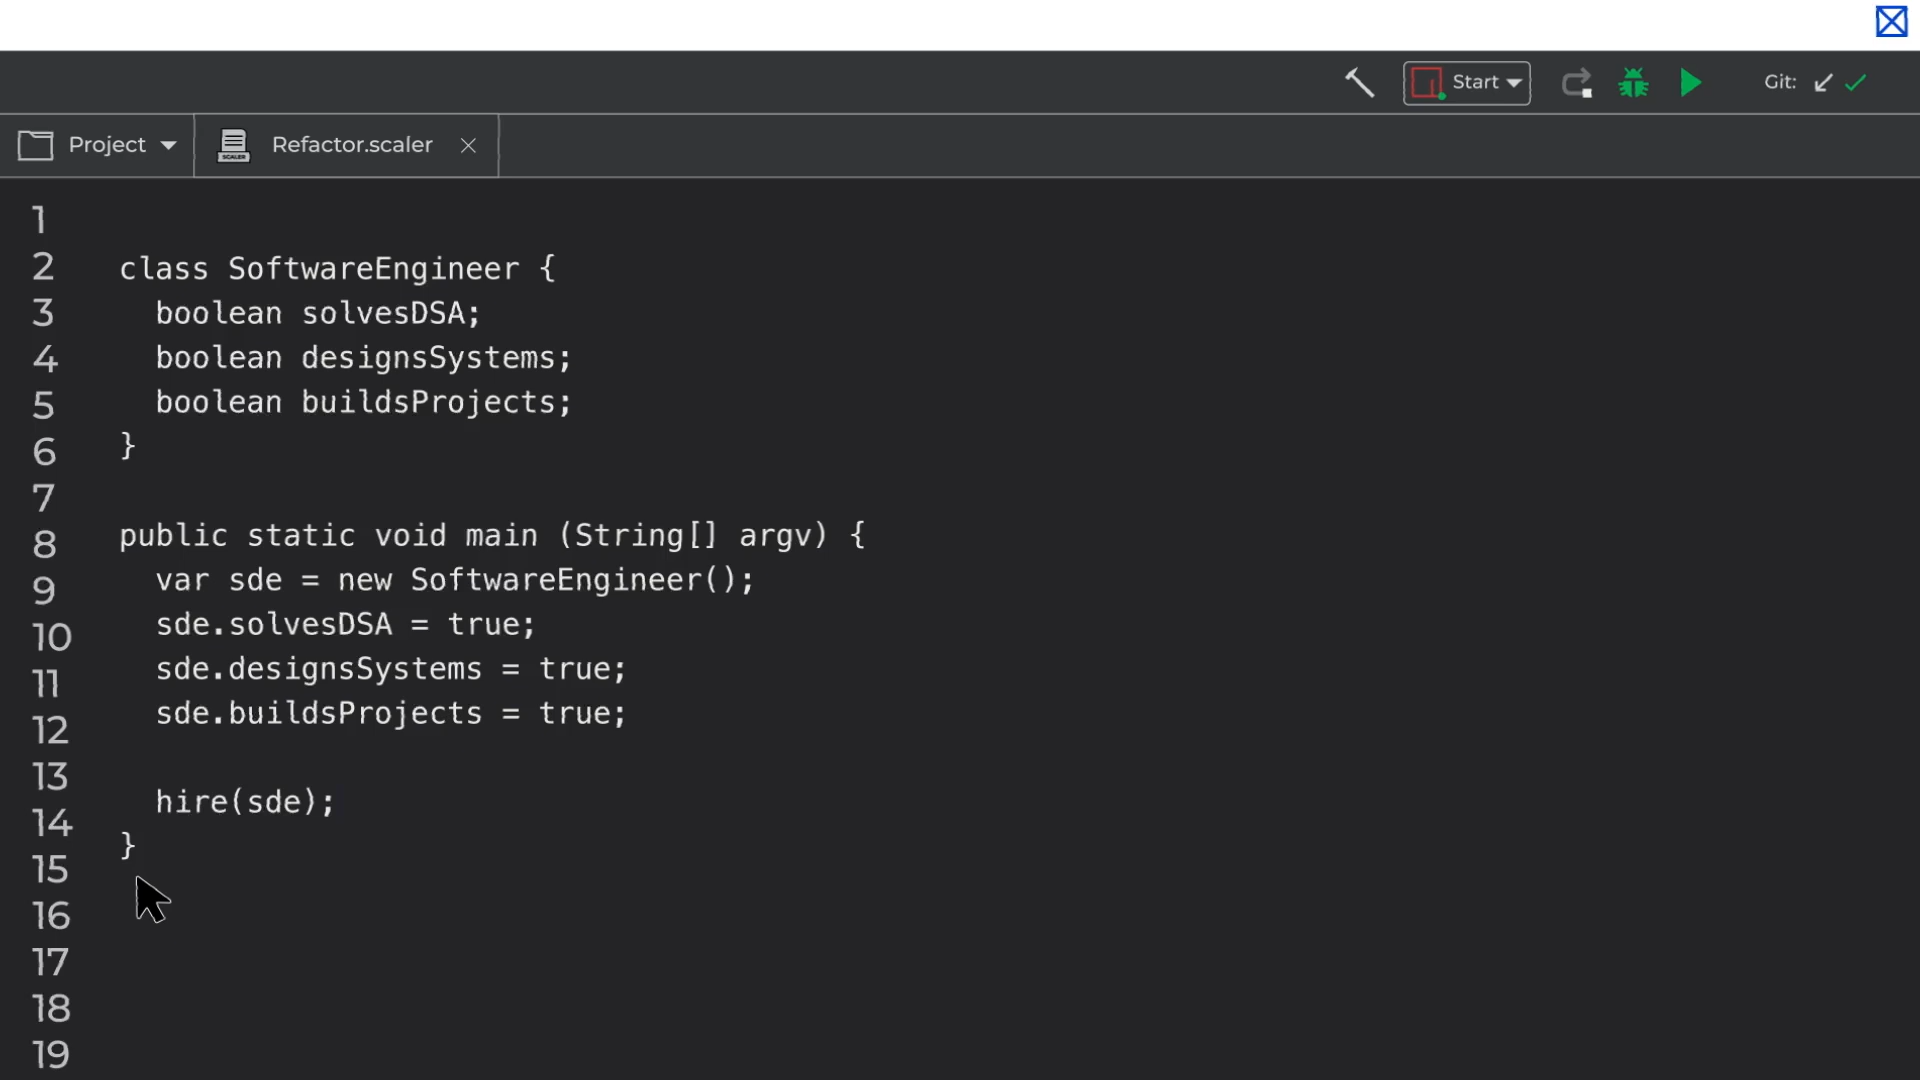 Start
Git:
Project
SCALER
Refactor.scaler
1
2 class SoftwareEngineer {
3 boolean solvesDSA;
4 boolean designsSystems;
5 boolean buildsProjects;
6 }
7
8 public static void main (String[] argv) {
9 var sde = new SoftwareEngineer();
10 sde.solvesDSA = true;
11 sde.designsSystems = true;
12 sde.buildsProjects = true;
13
14 hire(sde);
15 }
16
17
18
19